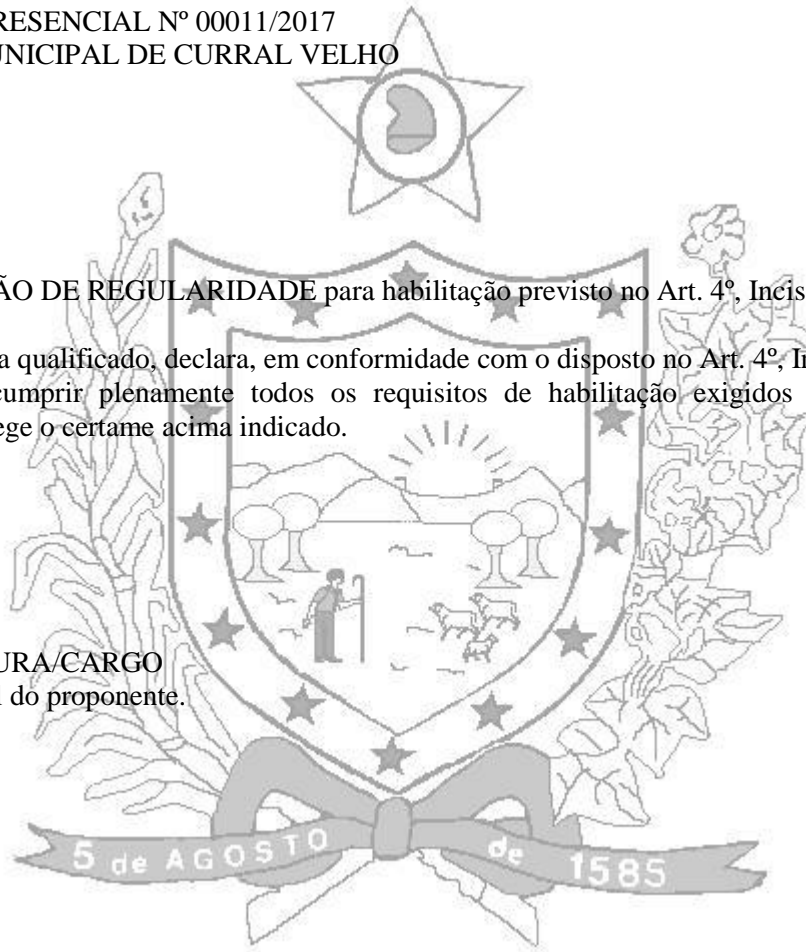 RESENCIAL Nº 00011/2017
UNICIPAL DE CURRAL VELHO
ÃO DE REGULARIDADE para habilitação previsto no Art. 4º, Incis
a qualificado, declara, em conformidade com o disposto no Art. 4º, In
cumprir plenamente todos os requisitos de habilitação exigidos
ege o certame acima indicado.
URA/CARGO
l do proponente.
5 de AGOSTO de 1585